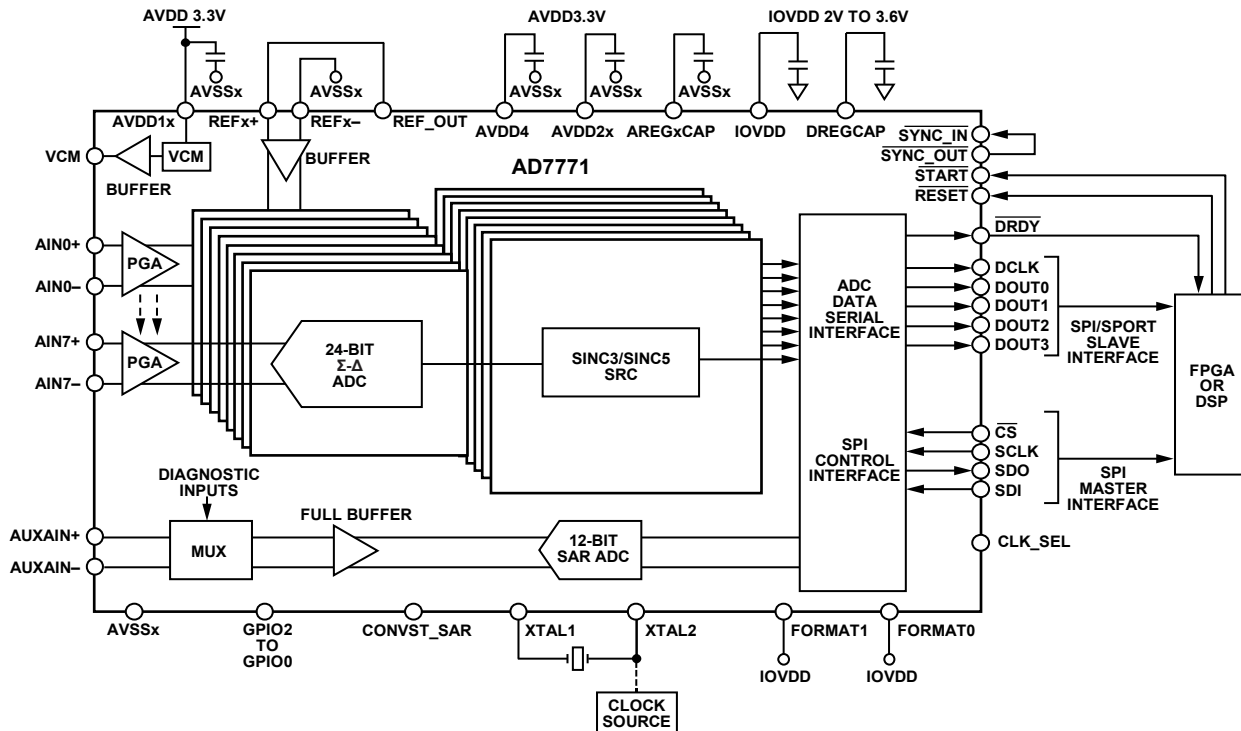 AVDD 3.3V
AVDD3.3V
IOVDD 2V TO 3.6V
AVSSx
AVSSx
AVSSx
AVSSx
AVSSx
AVDD1x
REFx+
REFx–
REF_OUT
AVDD4
AVDD2x
AREGxCAP
IOVDD
DREGCAP
SYNC_IN
SYNC_OUT
START
RESET
VCM
VCM
BUFFER
BUFFER
AD7771
AIN0+
AIN0–
PGA
AIN7+
AIN7–
PGA
24-BIT
Σ-Δ
ADC
SINC3/SINC5
SRC
ADC
DATA
SERIAL
INTERFACE
SPI
CONTROL
INTERFACE
DRDY
DCLK
DOUT0
DOUT1
DOUT2
DOUT3
SPI/SPORT
SLAVE
INTERFACE
FPGA
OR
DSP
CS
SCLK
SDO
SDI
SPI
MASTER
INTERFACE
CLK_SEL
DIAGNOSTIC
INPUTS
AUXAIN+
AUXAIN–
MUX
FULL BUFFER
12-BIT
SAR ADC
AVSSx
GPIO2
TO
GPIO0
CONVST_SAR
XTAL1
XTAL2
FORMAT1
FORMAT0
IOVDD
IOVDD
CLOCK
SOURCE